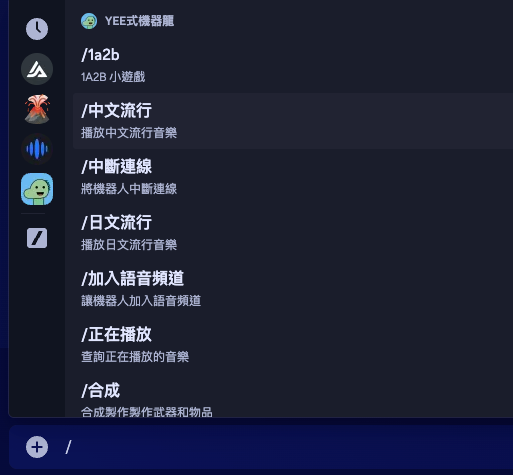 YEE式機器龍
/1a2b
1A2B 小遊戲
/中文流行
播放中文流行音樂
/中斷連線
將機器人中斷連線
/日文流行
播放日文流行音樂
/加入語音頻道
讓機器人加入語音頻道
/正在播放
查詢正在播放的音樂
/合成
合成製作製作武器和物品
/